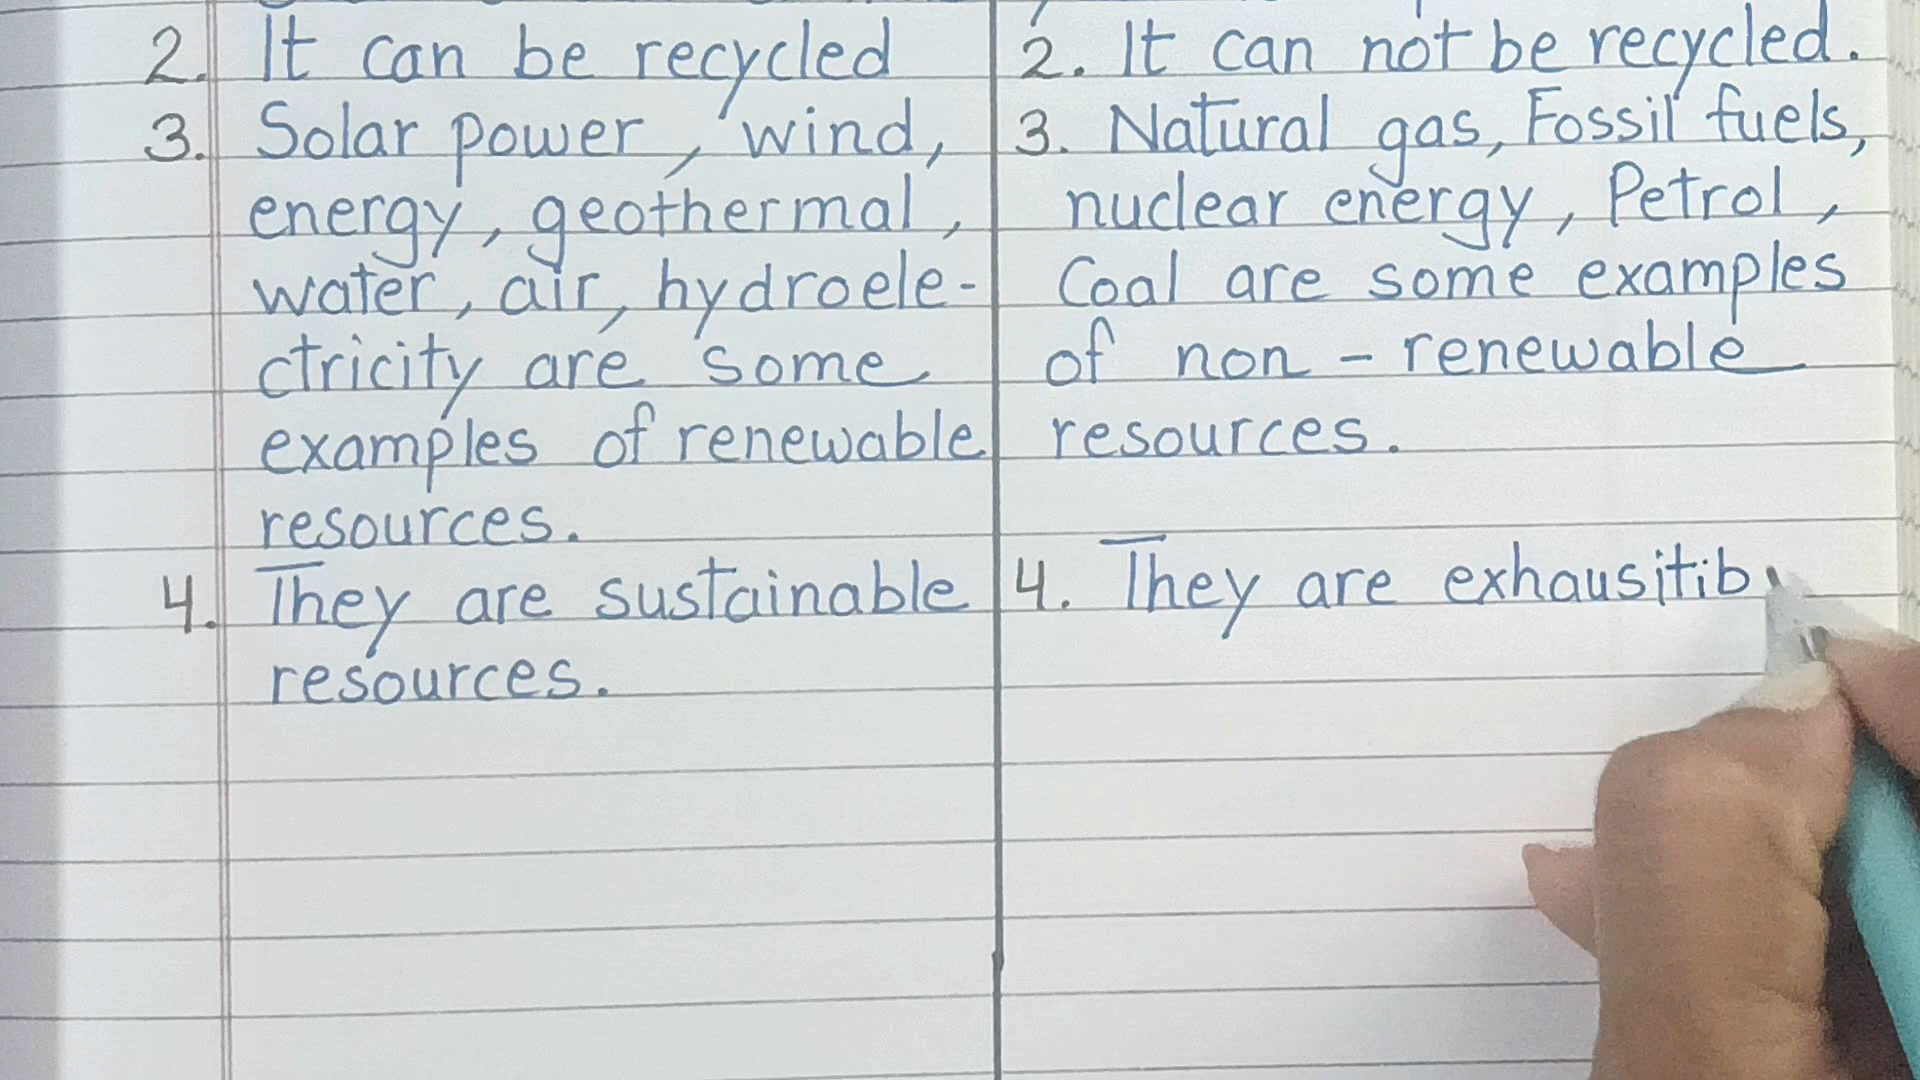 2. It can be recycled
3. Solar power, wind,
energy, geothermal,
water, air, hydroele-
ctricity are some
examples of renewable
resources.
4. They are sustainable
resources.
2. It can not be recycled.
3. Natural gas, Fossil fuels,
nuclear energy, Petrol,
Coal are some examples
of non - renewable
resources.
4. They are exhausitib